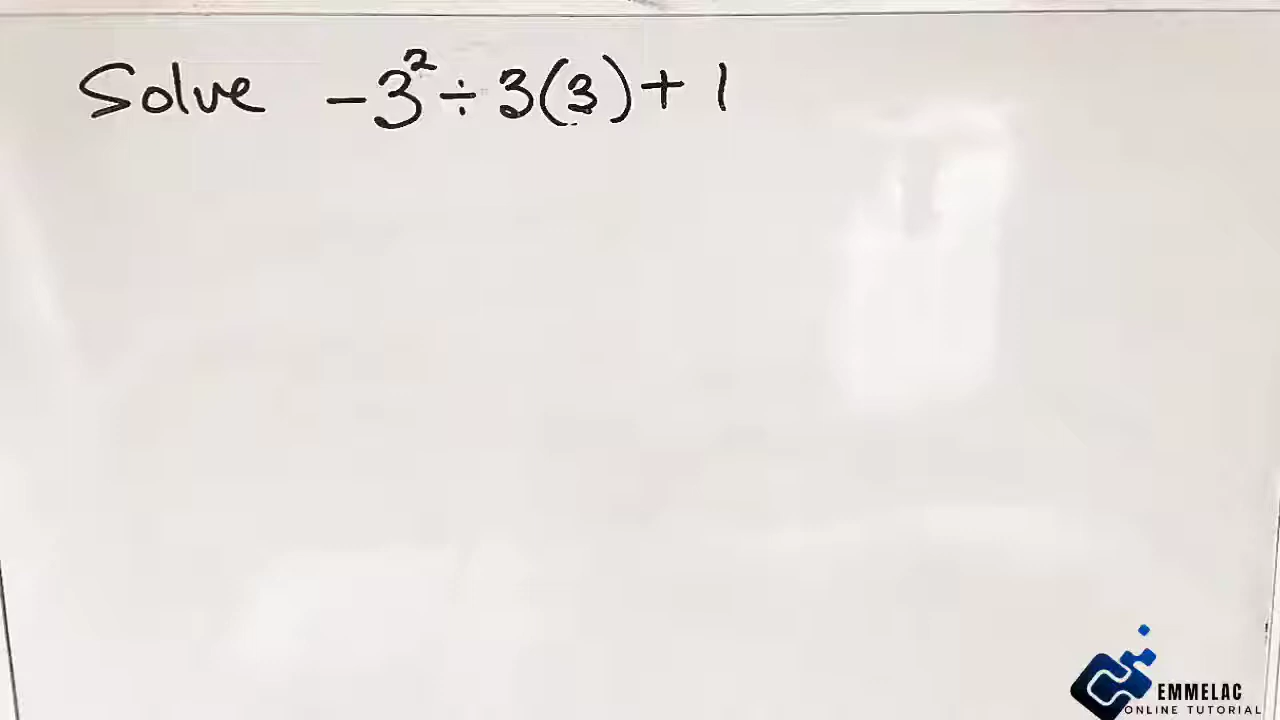 Solve -3² ÷ 3(3) + 1
EMMELAC
ONLINE TUTORIAL